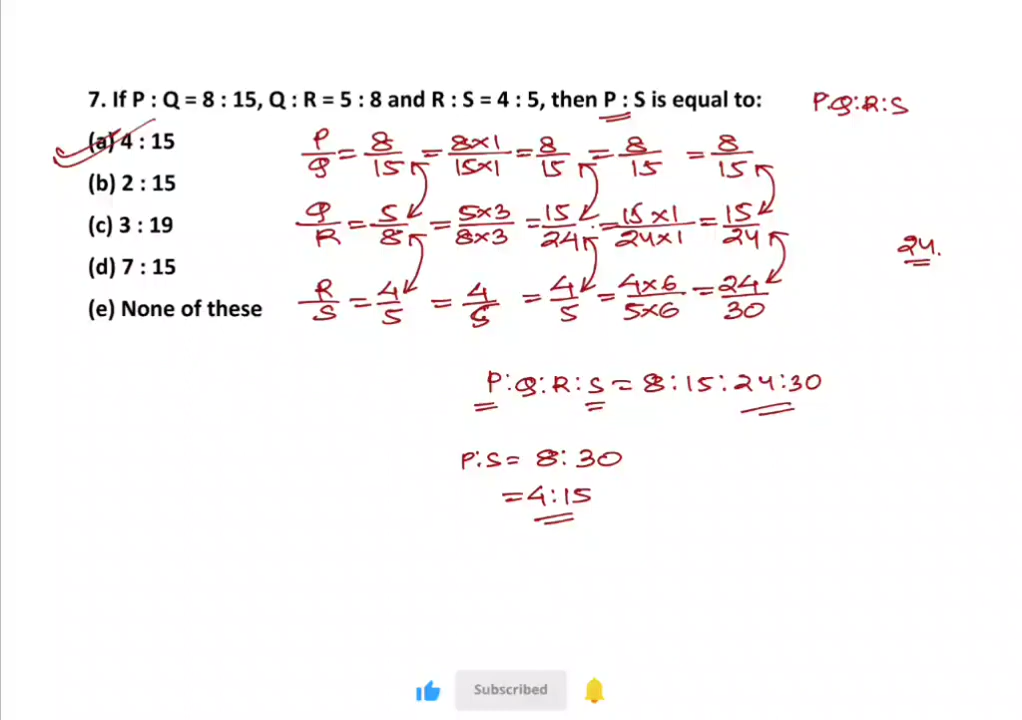 7. If P : Q = 8 : 15, Q : R = 5 : 8 and R : S = 4 : 5, then P : S is equal to: P:Q:R:S
(a) 4 : 15
(b) 2 : 15
(c) 3 : 19
(d) 7 : 15
(e) None of these
P/Q = 8/15 = 8×1/15×1 = 8/15 = 8/15 = 8/15
Q/R = 5/8 = 5×3/8×3 = 15/24 = 15×1/24×1 = 15/24
24.
R/S = 4/5 = 4/5 = 4/5 = 4×6/5×6 = 24/30
P:Q:R:S = 8:15:24:30
P:S = 8:30
= 4:15
Subscribed